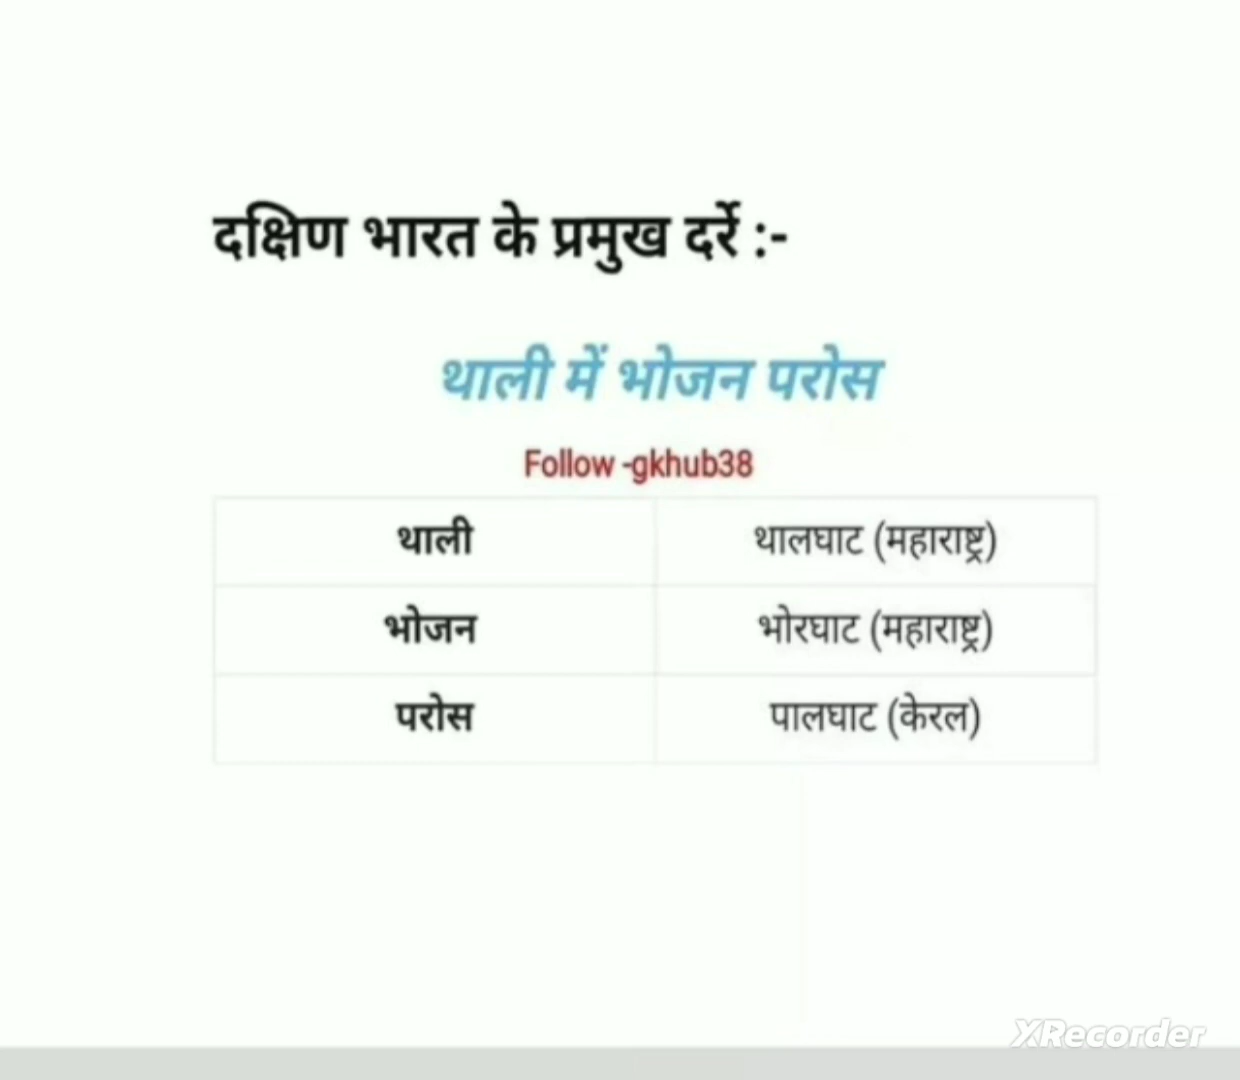 दक्षिण भारत के प्रमुख दर्रे :-
थाली में भोजन परोस
Follow -gkhub38
थाली थालघाट (महाराष्ट्र)
भोजन भोरघाट (महाराष्ट्र)
परोस पालघाट (केरल)
XRecorder